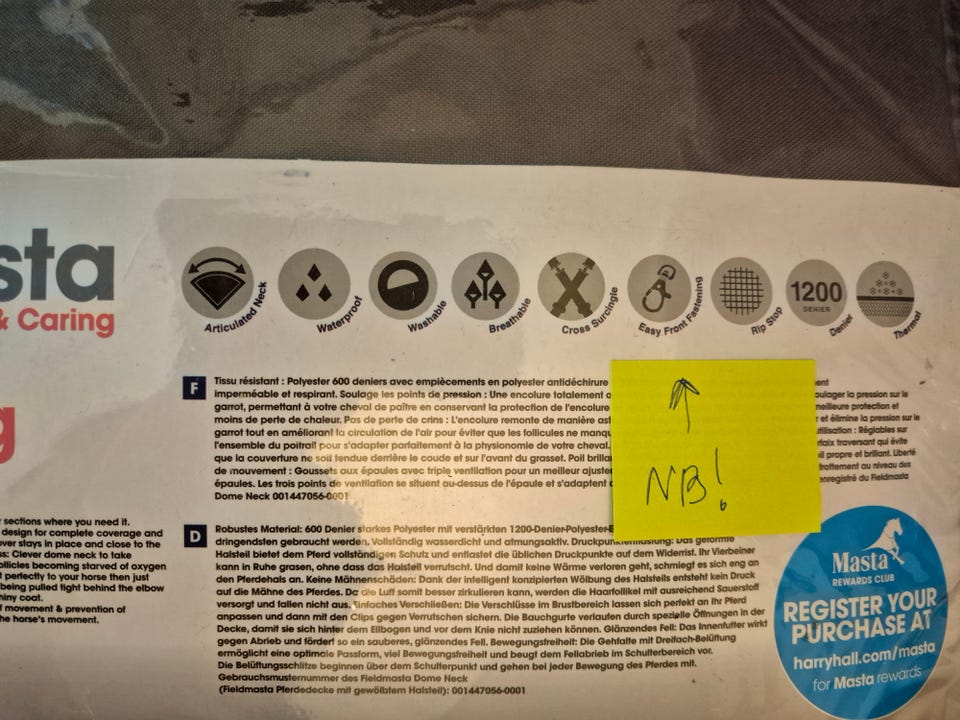 sta
& Caring
g
Articulated Neck
Waterproof
Washable
Breathable
Cross Surcingle
Easy Front Fastening
Rip Stop
1200
DENIER
Denier
Thermal
F
Tissu résistant : Polyester 600 deniers avec empiècements en polyester antidéchirure
imperméable et respirant. Soulage les points de pression : Une encolure totalement
garrot, permettant à votre cheval de paître en conservant la protection de l'encolure
moins de perte de chaleur. Pas de perte de crins : L'encolure remonte de manière
garrot tout en améliorant la circulation de l'air pour éviter que les follicules ne
l'ensemble du poitrail pour s'adapter parfaitement à la physionomie de votre cheval.
que la couverture ne soit tendue derrière le coude et sur l'avant du grasset. Poil
de mouvement : Goussets aux épaules avec triple ventilation pour un meilleur
épaules. Les trois points de ventilation se situent au-dessus de l'épaule et s'adaptent
Dome Neck 001447056-0001
soulager la pression sur le
meilleure protection et
et élimine la pression sur le
utilisation : Réglables sur
traversant qui évite
propre et brillant. Liberté
frottement au niveau des
enregistré du Fieldmasta
↑
NB!
D
Robustes Material: 600 Denier starkes Polyester mit verstärkten 1200-Denier-Polyester-
dringendsten gebraucht werden. Vollständig wasserdicht und atmungsaktiv. Druckpunktentlastung: Das geformte
Halsteil bietet dem Pferd vollständigen Schutz und entlastet die üblichen Druckpunkte auf dem Widerrist. Ihr Vierbeiner
kann in Ruhe grasen, ohne dass das Halsteil verrutscht. Und damit keine Wärme verloren geht, schmiegt es sich eng an
den Pferdehals an. Keine Mähnenschäden: Dank der intelligent konzipierten Wölbung des Halsteils entsteht kein Druck
auf die Mähne des Pferdes. Da die Luft somit besser zirkulieren kann, werden die Haarfollikel mit ausreichend Sauerstoff
versorgt und fallen nicht aus. Einfaches Verschließen: Die Verschlüsse im Brustbereich lassen sich perfekt an Ihr Pferd
anpassen und dann mit den Clips gegen Verrutschen sichern. Die Bauchgurte verlaufen durch spezielle Öffnungen in der
Decke, damit sie sich hinter dem Ellbogen und vor dem Knie nicht zuziehen können. Glänzendes Fell: Das Innenfutter wirkt
gegen Abrieb und fördert so ein sauberes, glänzendes Fell. Bewegungsfreiheit: Die Gehfalte mit Dreifach-Belüftung
ermöglicht eine optimale Passform, viel Bewegungsfreiheit und beugt dem Fellabrieb im Schulterbereich vor.
Die Belüftungsschlitze beginnen über dem Schulterpunkt und gehen bei jeder Bewegung des Pferdes mit.
Gebrauchsmusternummer des Fieldmasta Dome Neck
(Fieldmasta Pferdedecke mit gewölbtem Halsteil): 001447056-0001
sections where you need it.
design for complete coverage and
over stays in place and close to the
ss: Clever dome neck to take
ollicles becoming starved of oxygen
perfectly to your horse then just
being pulled tight behind the elbow
hiny coat.
f movement & prevention of
he horse's movement.
Masta
REWARDS CLUB
REGISTER YOUR
PURCHASE AT
harryhall.com/masta
for Masta rewards